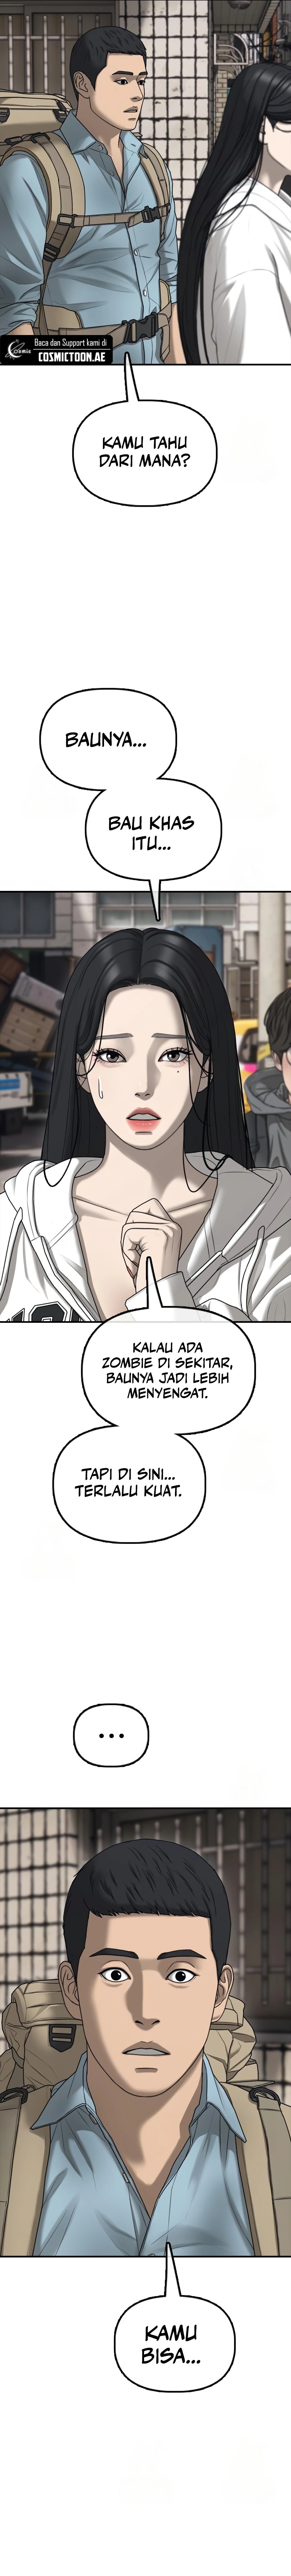 Baca dan Support kami di
Cosmic
COSMICTOON.AE
KAMU TAHU
DARI MANA?
BAUNYA...
BAU KHAS
ITU...
KALAU ADA
ZOMBIE DI SEKITAR,
BAUNYA JADI LEBIH
MENYENGAT.
TAPI DI SINI...
TERLALU KUAT.
...
KAMU
BISA...